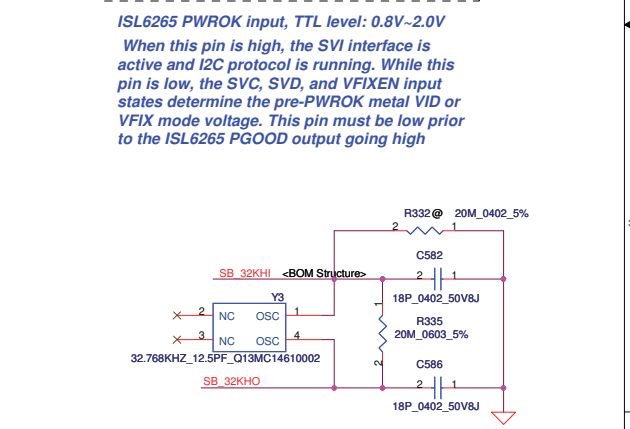 ISL6265 PWROK input, TTL level: 0.8V~2.0V
When this pin is high, the SVI interface is
active and I2C protocol is running. While this
pin is low, the SVC, SVD, and VFIXEN input
states determine the pre-PWROK metal VID or
VFIX mode voltage. This pin must be low prior
to the ISL6265 PGOOD output going high
R332@ 20M_0402_5%
2 1
C582
SB_32KHI <BOM Structure>
2 1
18P_0402_50V8J
Y3
2 NC OSC 1
1
R335
20M_0603_5%
3 NC OSC 4
32.768KHZ_12.5PF_Q13MC14610002
2
C586
SB_32KHO
2 1
18P_0402_50V8J